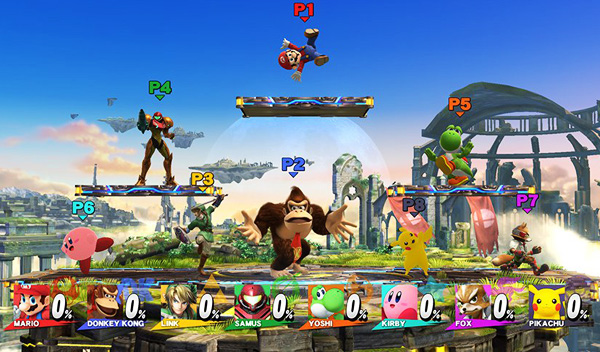 P1
P4
P5
P3
P2
P6
P8
P7
0%
0%
0%
0%
0%
0%
0%
0%
MARIO
DONKEY KONG
LINK
SAMUS
YOSHI
KIRBY
FOX
PIKACHU